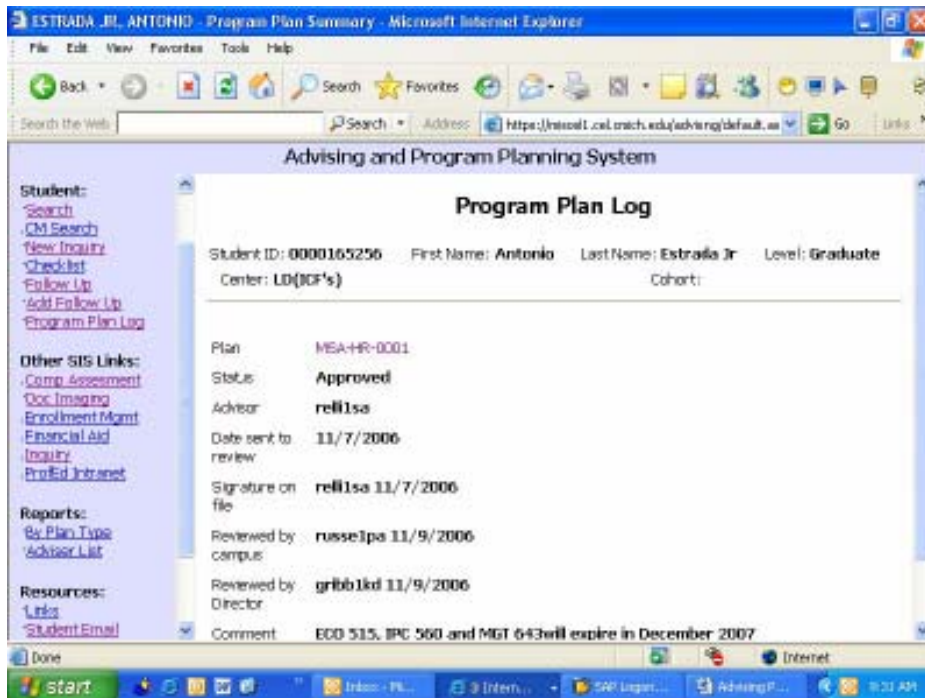 ESTRADA JR., ANTONIO - Program Plan Summary - Microsoft Internet Explorer
File Edit View Favorites Tools Help
Back Search Favorites
Search the Web Search Address Go Links
Advising and Program Planning System
Student:
Search
CM Search
New Inquiry
Checklist
Follow Up
Add Follow Up
Program Plan Log
Other SIS Links:
Comp Assesment
Doc Imaging
Enrollment Mgmt
Financial Aid
Inquiry
ProfEd Intranet
Reports:
By Plan Type
Adviser List
Resources:
Links
Student Email
Program Plan Log
Student ID: 0000165256 First Name: Antonio Last Name: Estrada Jr Level: Graduate
Center: LD(ICF's) Cohort:
Plan MSA-HR-0001
Status Approved
Advisor relli1sa
Date sent to 11/7/2006
review
Signature on relli1sa 11/7/2006
file
Reviewed by russe1pa 11/9/2006
campus
Reviewed by gribb1kd 11/9/2006
Director
Comment ECO 515, IPC 560 and MGT 643will expire in December 2007
Done Internet
start Inbox - 3 Intern... SAP Logon... Advising P...